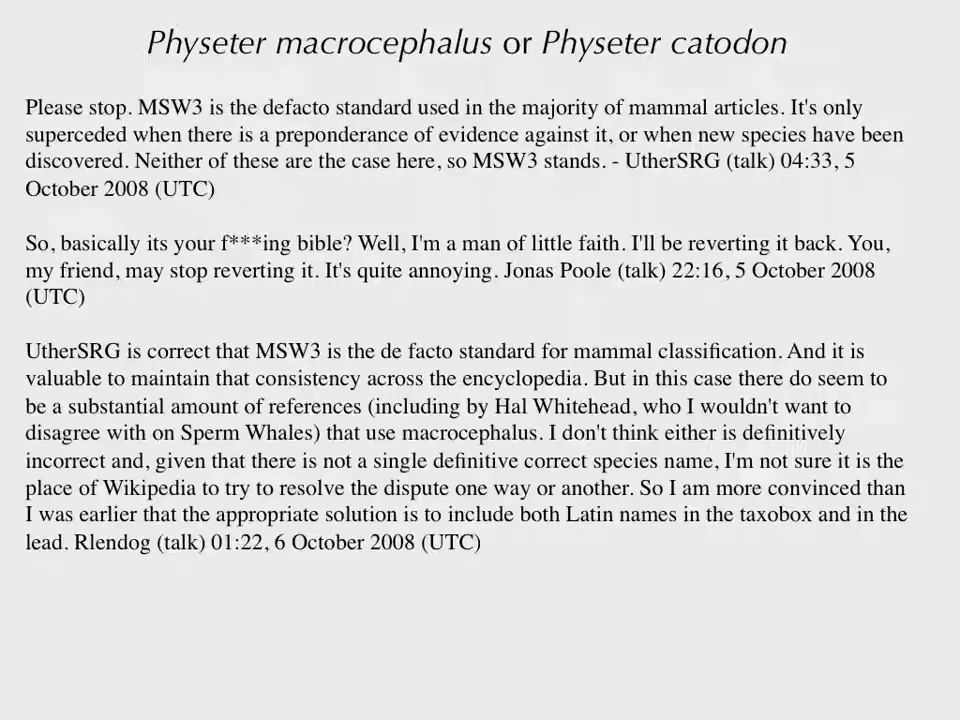 Physeter macrocephalus or Physeter catodon
Please stop. MSW3 is the defacto standard used in the majority of mammal articles. It's only
superceded when there is a preponderance of evidence against it, or when new species have been
discovered. Neither of these are the case here, so MSW3 stands. - UtherSRG (talk) 04:33, 5
October 2008 (UTC)
So, basically its your f***ing bible? Well, I'm a man of little faith. I'll be reverting it back. You,
my friend, may stop reverting it. It's quite annoying. Jonas Poole (talk) 22:16, 5 October 2008
(UTC)
UtherSRG is correct that MSW3 is the de facto standard for mammal classification. And it is
valuable to maintain that consistency across the encyclopedia. But in this case there do seem to
be a substantial amount of references (including by Hal Whitehead, who I wouldn't want to
disagree with on Sperm Whales) that use macrocephalus. I don't think either is definitively
incorrect and, given that there is not a single definitive correct species name, I'm not sure it is the
place of Wikipedia to try to resolve the dispute one way or another. So I am more convinced than
I was earlier that the appropriate solution is to include both Latin names in the taxobox and in the
lead. Rlendog (talk) 01:22, 6 October 2008 (UTC)